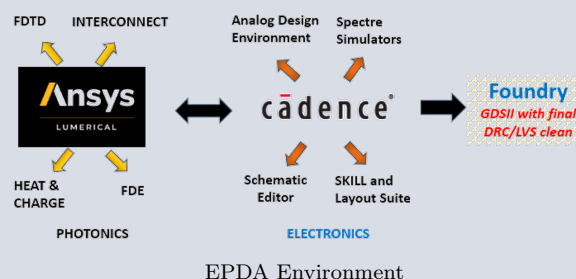 FDTD
INTERCONNECT
Ansys
LUMERICAL
HEAT &
CHARGE
FDE
PHOTONICS
Analog Design
Environment
Spectre
Simulators
cādence®
Schematic
Editor
SKILL and
Layout Suite
ELECTRONICS
Foundry
GDSII with final
DRC/LVS clean
EPDA Environment